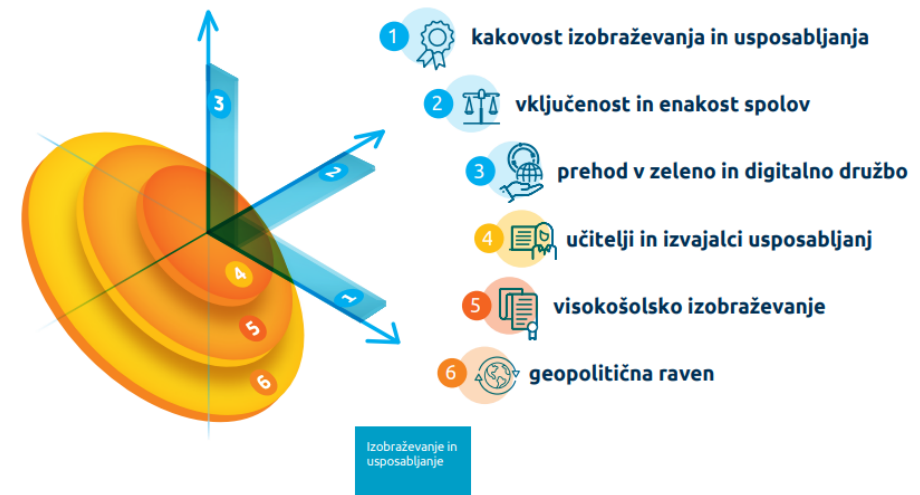 1 kakovost izobraževanja in usposabljanja
2 vključenost in enakost spolov
3 prehod v zeleno in digitalno družbo
4 učitelji in izvajalci usposabljanj
5 visokošolsko izobraževanje
6 geopolitična raven
3
2
1
4
5
6
Izobraževanje in
usposabljanje